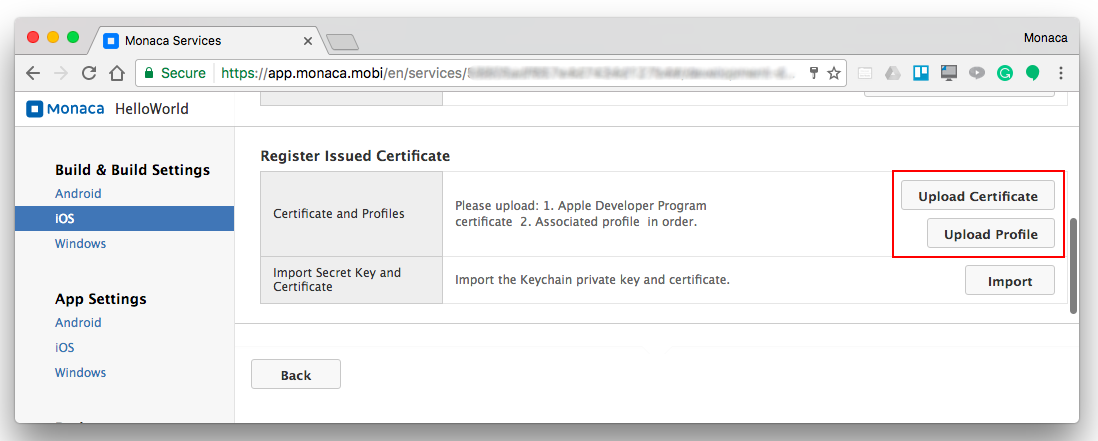 Monaca Services
Monaca
Secure
https://app.monaca.mobi/en/services/
Monaca HelloWorld
Build & Build Settings
Android
iOS
Windows
App Settings
Android
iOS
Windows
Register Issued Certificate
Certificate and Profiles
Please upload: 1. Apple Developer Program
certificate 2. Associated profile in order.
Upload Certificate
Upload Profile
Import Secret Key and
Certificate
Import the Keychain private key and certificate.
Import
Back